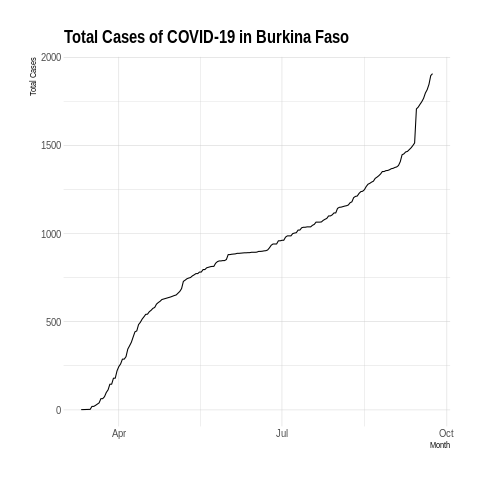 Total Cases of COVID-19 in Burkina Faso
Total Cases
2000
1500
1000
500
0
Apr
Jul
Oct
Month